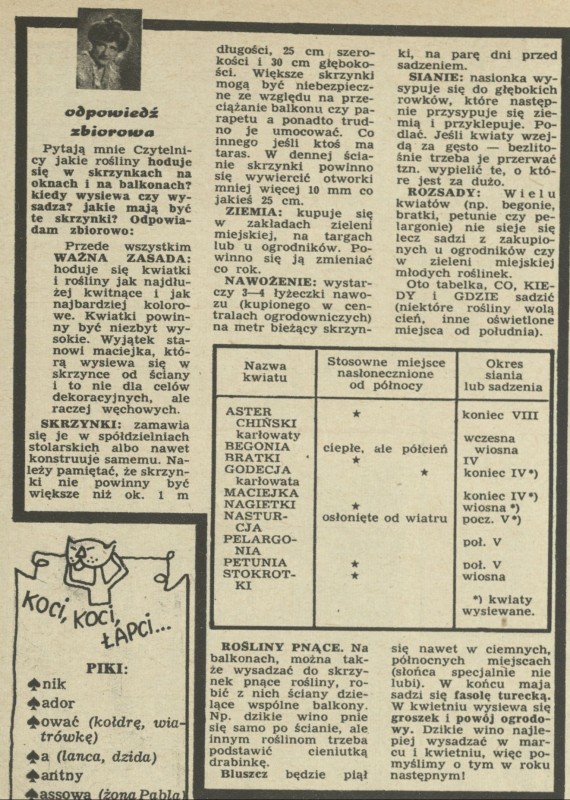 odpowiedź
zbiorowa
Pytają mnie Czytelni-
cy jakie rośliny hoduje
się w skrzynkach na
oknach i na balkonach?
kiedy wysiewa czy wy-
sadza? jakie mają być
te skrzynki? Odpowia-
dam zbiorowo:
Przede wszystkim
WAŻNA ZASADA:
hoduje się kwiatki
i rośliny jak najdłu-
żej kwitnące i jak
najbardziej koloro-
we. Kwiatki powin-
ny być niezbyt wy-
sokie. Wyjątek sta-
nowi maciejka, któ-
rą wysiewa się w
skrzynce od ściany
i to nie dla celów
dekoracyjnych, ale
raczej węchowych.
SKRZYNKI: zamawia
się je w spółdzielniach
stolarskich albo nawet
konstruuje samemu. Na-
leży pamiętać, że skrzyn-
ki nie powinny być
większe niż ok. 1 m
długości, 25 cm szero-
kości i 30 cm głęboko-
ści. Większe skrzynki
mogą być niebezpiecz-
ne ze względu na prze-
ciążanie balkonu czy pa-
rapetu a ponadto trud-
no je umocować. Co
innego jeśli ktoś ma
taras. W dennej ścia-
nie skrzynki powinno
się wywiercić otworki
mniej więcej 10 mm co
jakieś 25 cm.
ZIEMIA: kupuje się
w zakładach zieleni
miejskiej, na targach
lub u ogrodników. Po-
winno się ją zmieniać
co rok.
NAWOŻENIE: wystar-
czy 3—4 łyżeczki nawo-
zu (kupionego w cen-
tralach ogrodowniczych)
na metr bieżący skrzyn-
ki, na parę dni przed
sadzeniem.
SIANIE: nasionka wy-
sypuje się do głębokich
rowków, które następ-
nie przysypuje się zie-
mią i przyklepuje. Po-
dlać. Jeśli kwiaty wzej-
dą za gęsto — bezlito-
śnie trzeba je przerwać
tzn. wypielić te, o któ-
re jest za dużo.
ROZSADY: Wielu
kwiatów (np. begonie,
bratki, petunie czy pe-
largonie) nie sieje się
lecz sadzi z zakupio-
nych u ogrodników czy
w zieleni miejskiej
młodych roślinek.
Oto tabelka, CO, KIE-
DY i GDZIE sadzić
(niektóre rośliny wolą
cień, inne oświetlone
miejsca od południa).
Nazwa
kwiatu
Stosowne miejsce
nasłonecznione
od północy
Okres
siania
lub sadzenia
ASTER ★ koniec VIII
CHIŃSKI
karłowaty wczesna
BEGONIA ciepłe, ale półcień wiosna
BRATKI ★ IV
GODECJA ★ koniec IV*)
karłowata
MACIEJKA koniec IV*)
NAGIETKI ★ wiosna*)
NASTUR- osłonięte od wiatru pocz. V*)
CJA
PELARGO- poł. V
NIA
PETUNIA ★ poł. V
STOKROT- ★ wiosna
KI
*) kwiaty
wysiewane.
ROŚLINY PNĄCE. Na
balkonach, można tak-
że wysadzać do skrzy-
nek pnące rośliny, ro-
bić z nich ściany dzie-
lące wspólne balkony.
Np. dzikie wino pnie
się samo po ścianie, ale
innym roślinom trzeba
podstawić cieniutką
drabinkę.
Bluszcz będzie piął
się nawet w ciemnych,
północnych miejscach
(słońca specjalnie nie
lubi). W końcu maja
sadzi się fasolę turecką.
W kwietniu wysiewa się
groszek i powój ogrodo-
wy. Dzikie wino najle-
piej wysadzać w mar-
cu i kwietniu, więc po-
myślimy o tym w roku
następnym!
KOCI, KOCI,
ŁAPCI...
PIKI:
♠nik
♠ador
♠ować (kołdrę, wia-
trówkę)
♠a (lanca, dzida)
♠antny
♠assowa (żona Pabla)